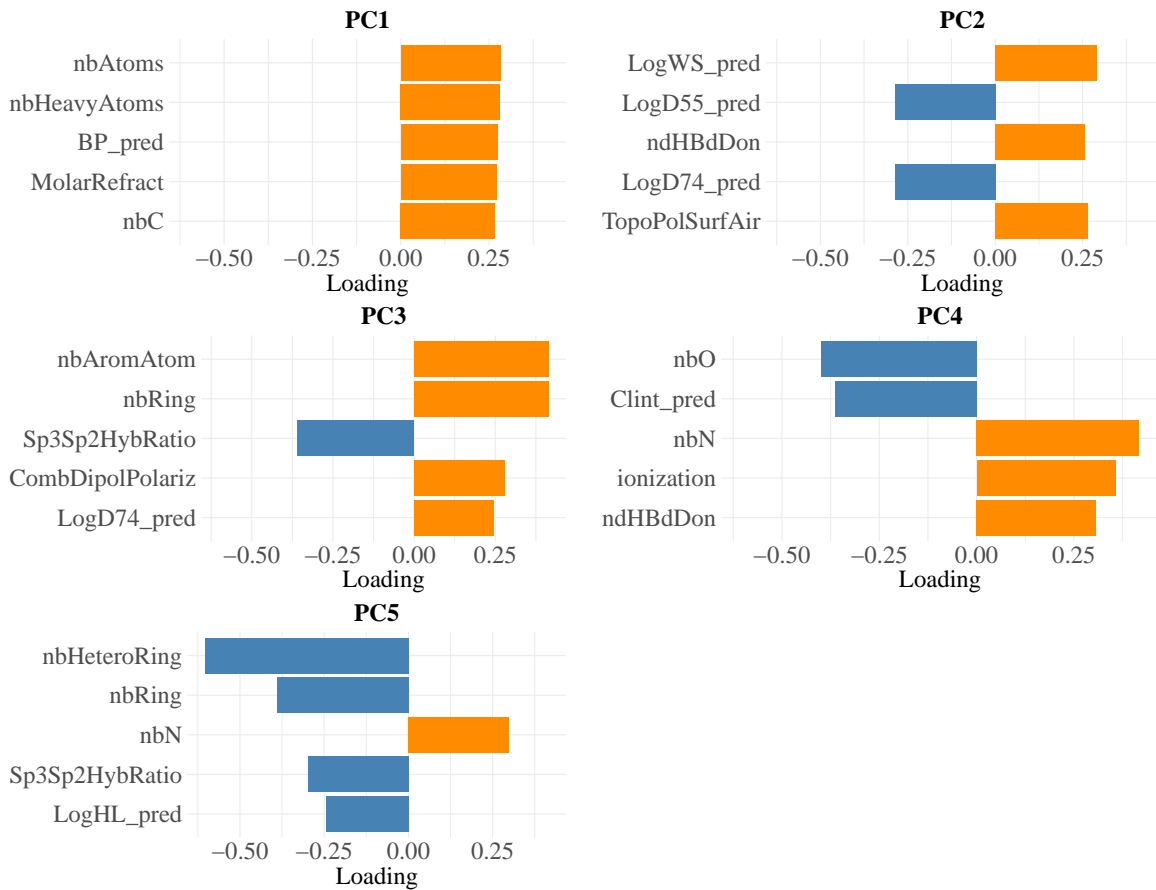 PC1
nbAtoms
nbHeavyAtoms
BP_pred
MolarRefract
nbC
−0.50 −0.25 0.00 0.25
Loading
PC2
LogWS_pred
LogD55_pred
ndHBdDon
LogD74_pred
TopoPolSurfAir
−0.50 −0.25 0.00 0.25
Loading
PC3
nbAromAtom
nbRing
Sp3Sp2HybRatio
CombDipolPolariz
LogD74_pred
−0.50 −0.25 0.00 0.25
Loading
PC4
nbO
Clint_pred
nbN
ionization
ndHBdDon
−0.50 −0.25 0.00 0.25
Loading
PC5
nbHeteroRing
nbRing
nbN
Sp3Sp2HybRatio
LogHL_pred
−0.50 −0.25 0.00 0.25
Loading